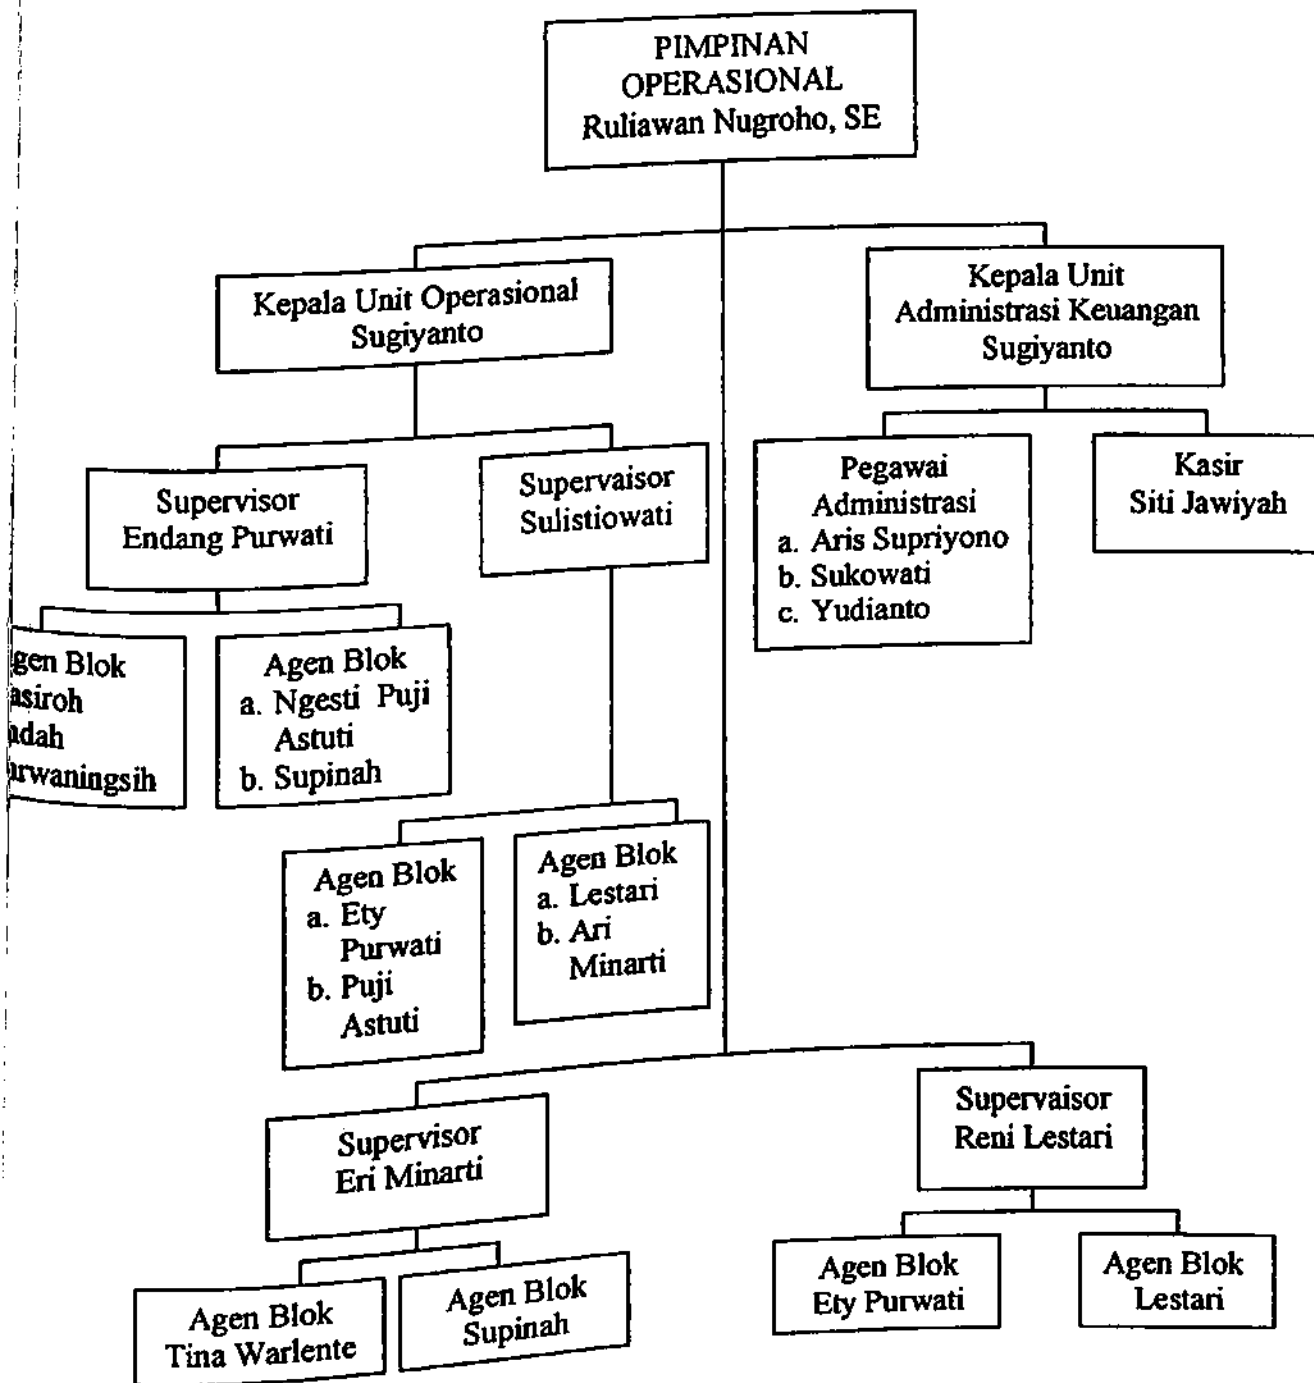 PIMPINAN
OPERASIONAL
Ruliawan Nugroho, SE
Kepala Unit Operasional
Sugiyanto
Kepala Unit
Administrasi Keuangan
Sugiyanto
Supervisor
Endang Purwati
Supervaisor
Sulistiowati
Pegawai
Administrasi
a. Aris Supriyono
b. Sukowati
c. Yudianto
Kasir
Siti Jawiyah
Blok
Agen Blok
a. Ngesti Puji
Astuti
b. Supinah
Agen Blok
a. Ety
Purwati
b. Puji
Astuti
Agen Blok
a. Lestari
b. Ari
Minarti
Supervisor
Eri Minarti
Supervaisor
Reni Lestari
Agen Blok
Tina Warlente
Agen Blok
Supinah
Agen Blok
Ety Purwati
Agen Blok
Lestari